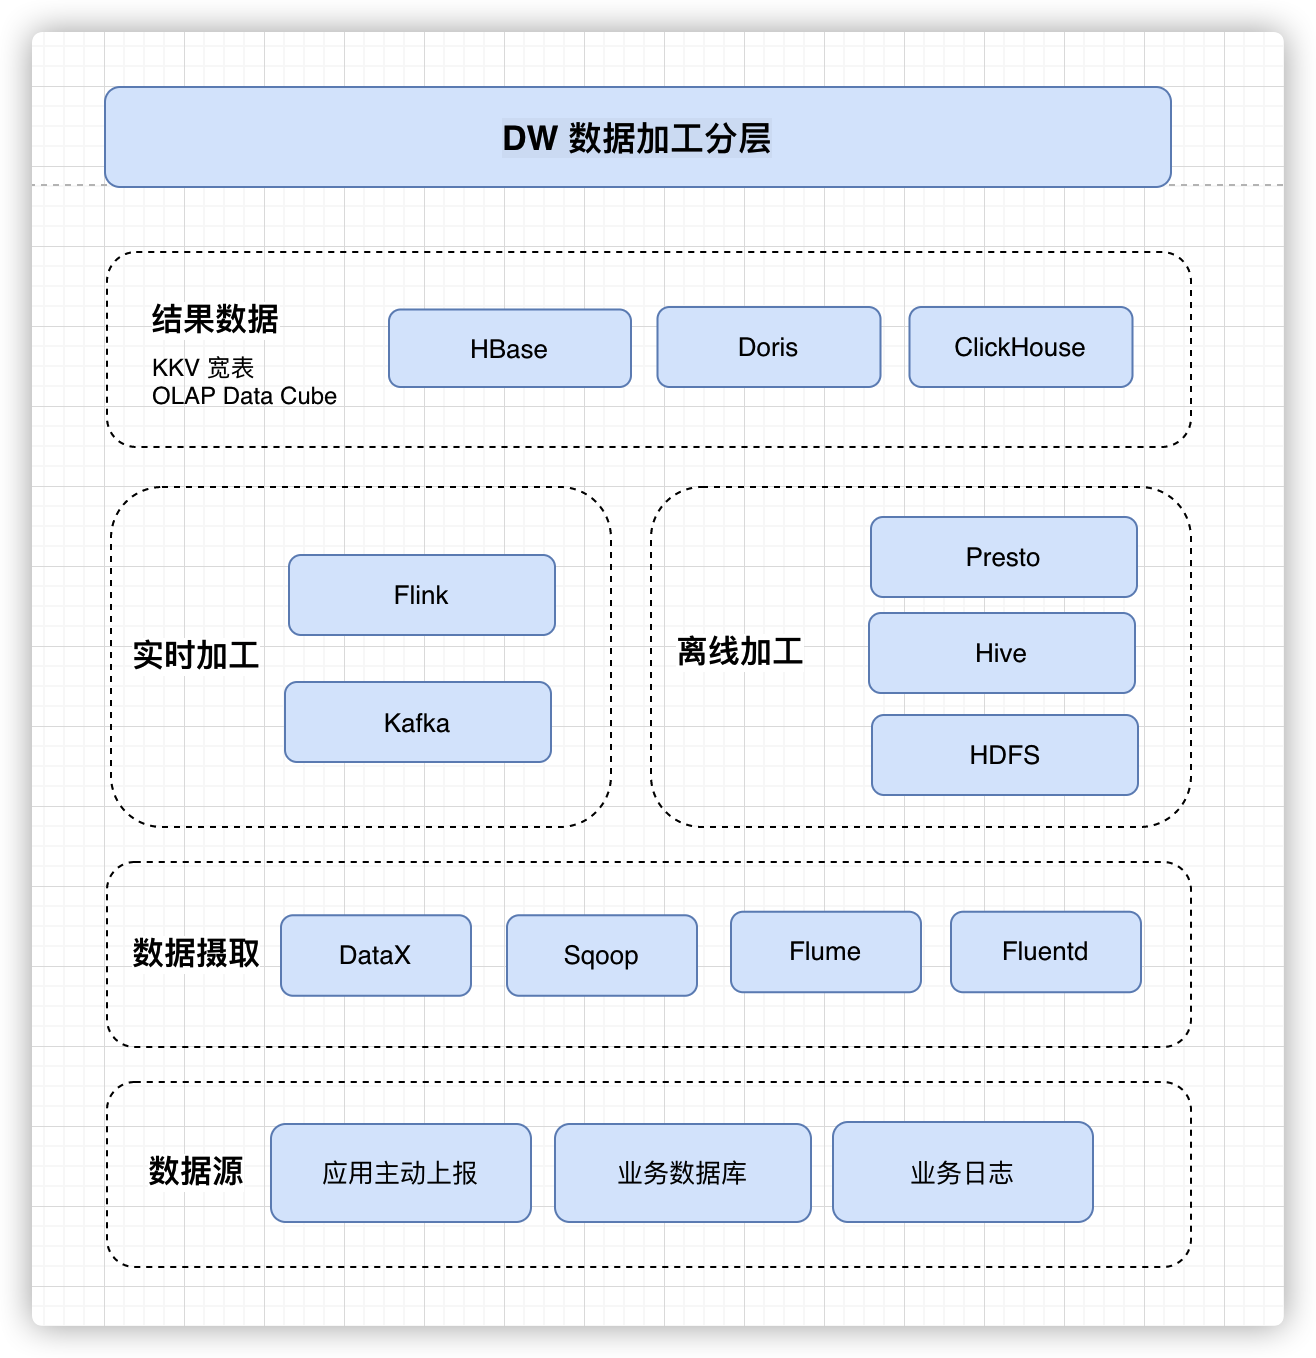 DW 数据加工分层
结果数据
KKV 宽表
OLAP Data Cube
HBase
Doris
ClickHouse
实时加工
Flink
Kafka
离线加工
Presto
Hive
HDFS
数据摄取
DataX
Sqoop
Flume
Fluentd
数据源
应用主动上报
业务数据库
业务日志